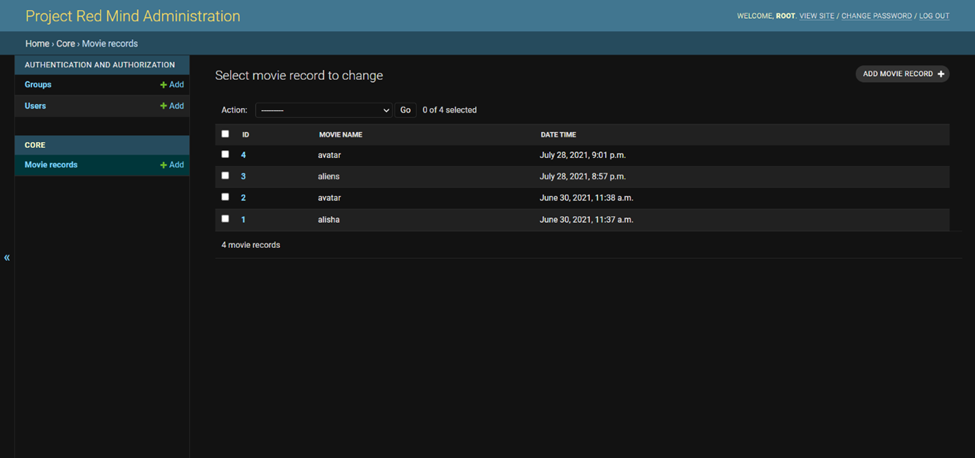 Project Red Mind Administration
WELCOME, ROOT. VIEW SITE / CHANGE PASSWORD / LOG OUT
Home › Core › Movie records
AUTHENTICATION AND AUTHORIZATION
Groups + Add
Users + Add
CORE
Movie records + Add
«
Select movie record to change
ADD MOVIE RECORD +
Action: --------- Go 0 of 4 selected
ID MOVIE NAME DATE TIME
4 avatar July 28, 2021, 9:01 p.m.
3 aliens July 28, 2021, 8:57 p.m.
2 avatar June 30, 2021, 11:38 a.m.
1 alisha June 30, 2021, 11:37 a.m.
4 movie records